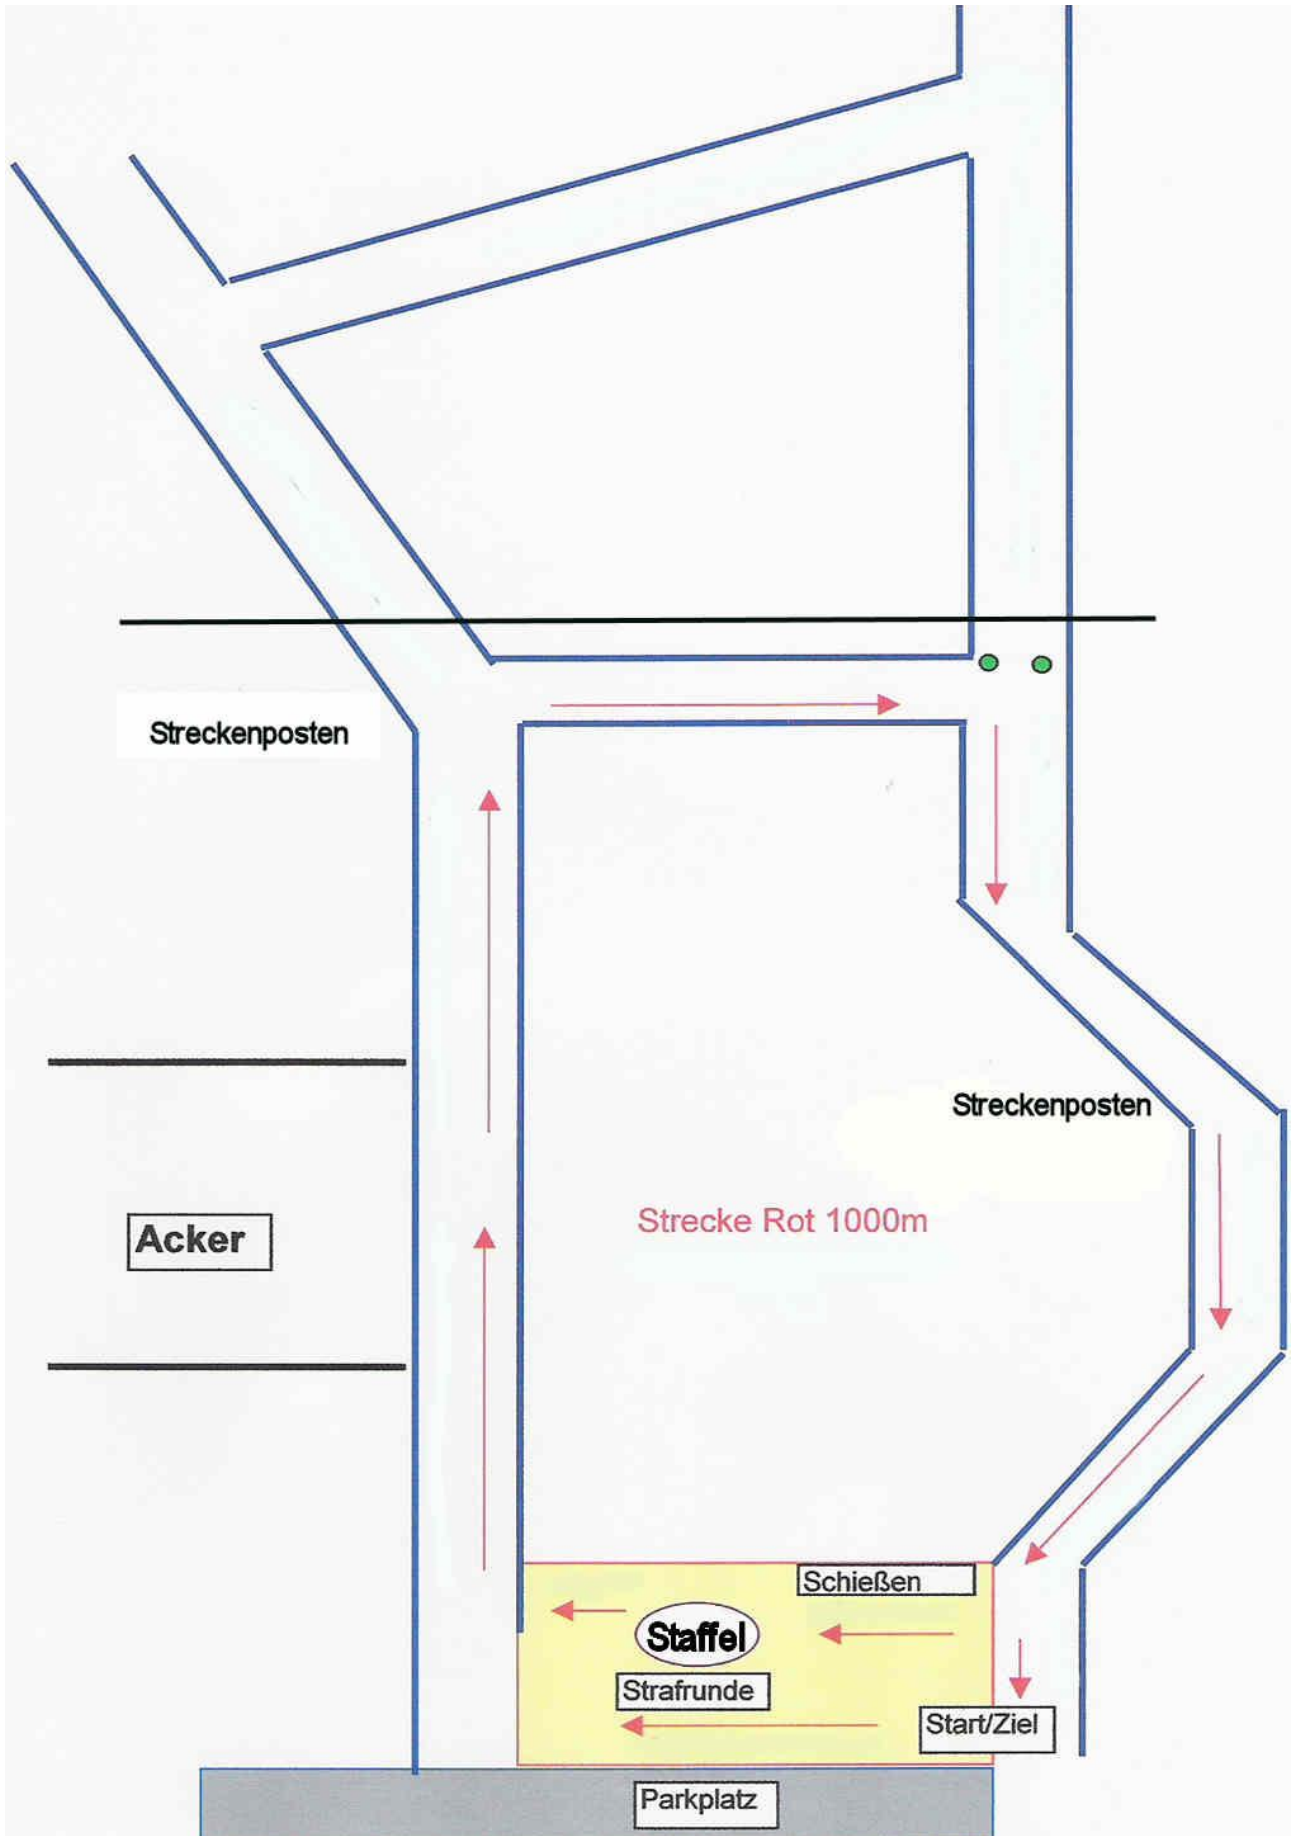 Streckenposten
Streckenposten
Strecke Rot 1000m
Acker
Schießen
Staffel
Strafrunde
Start/Ziel
Parkplatz